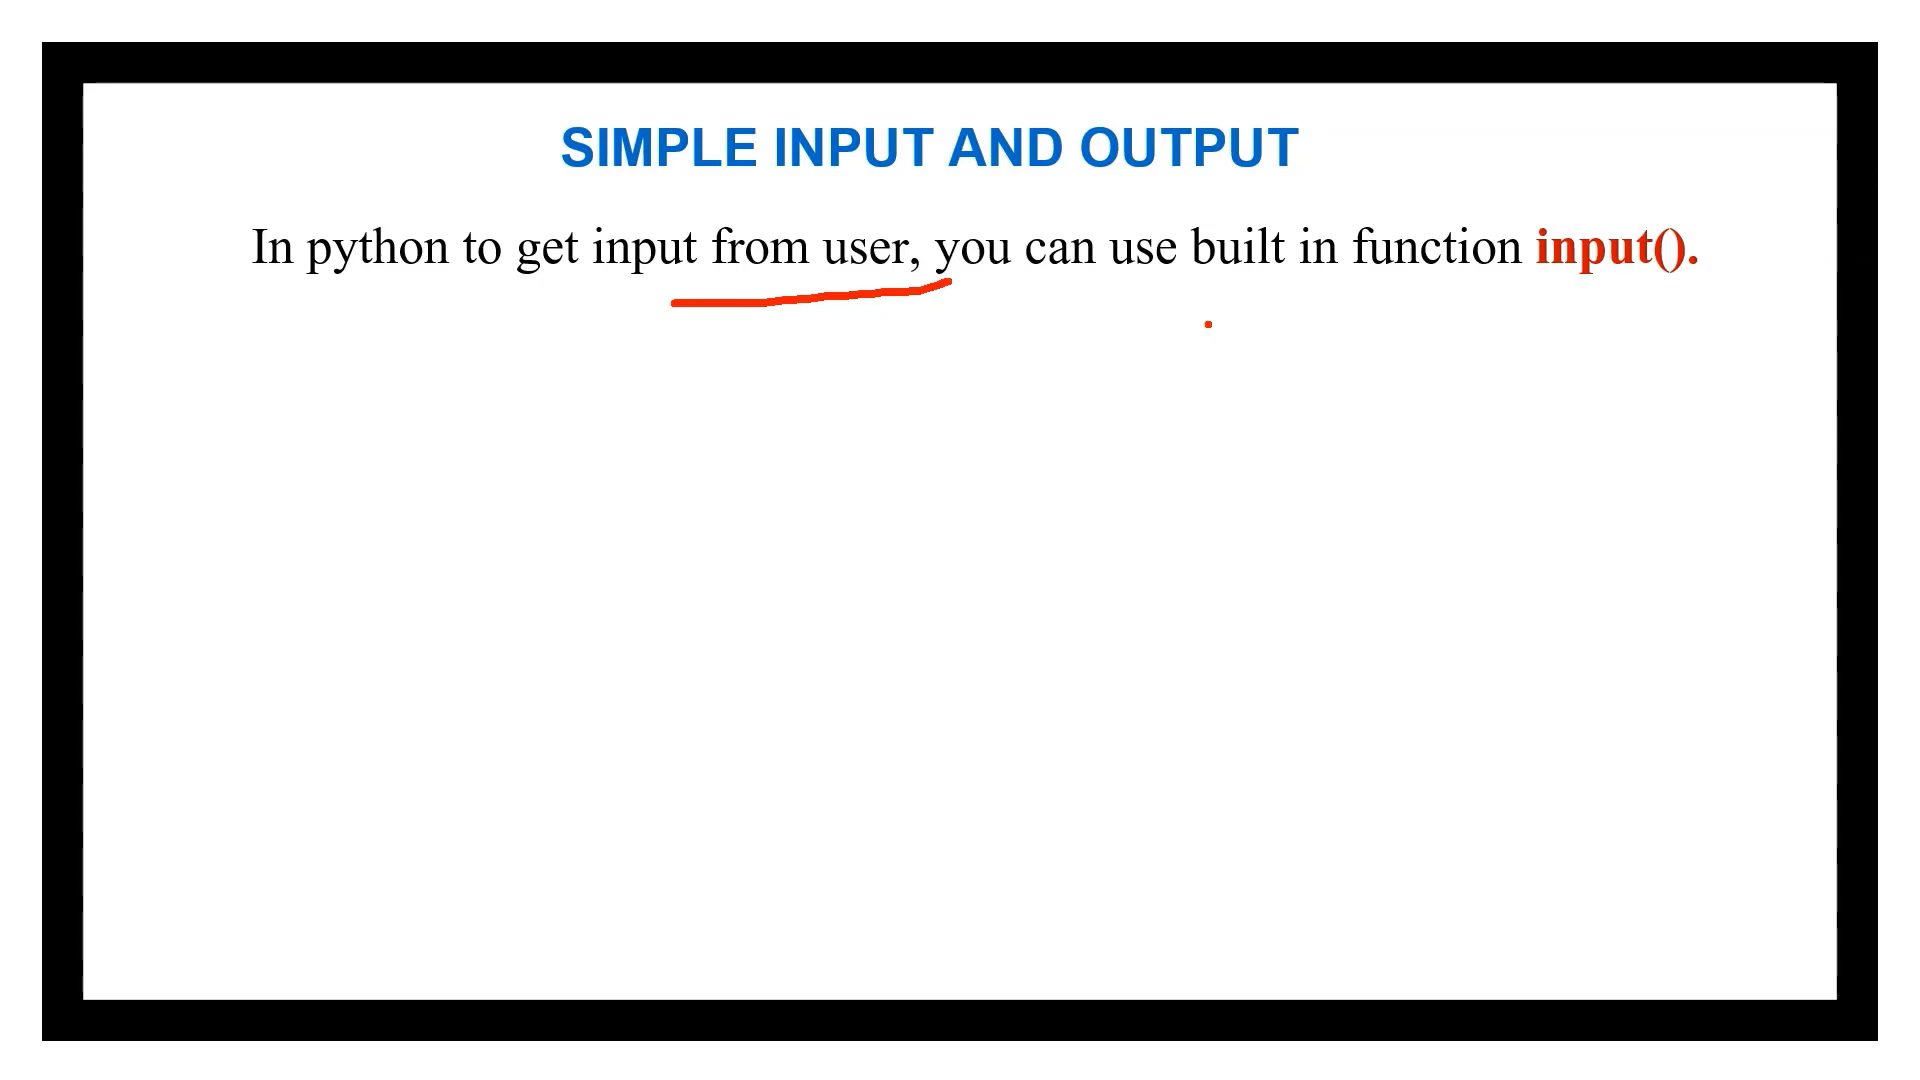 SIMPLE INPUT AND OUTPUT
In python to get input from user, you can use built in function input().